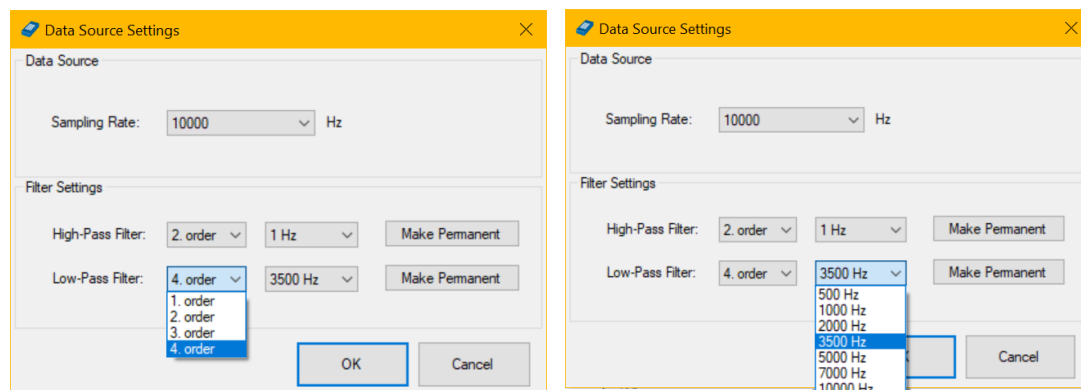 Data Source Settings
Data Source
Sampling Rate: 10000 Hz
Filter Settings
High-Pass Filter: 2. order 1 Hz Make Permanent
Low-Pass Filter: 4. order 3500 Hz Make Permanent
1. order
2. order
3. order
4. order
OK Cancel
Data Source Settings
Data Source
Sampling Rate: 10000 Hz
Filter Settings
High-Pass Filter: 2. order 1 Hz Make Permanent
Low-Pass Filter: 4. order 3500 Hz Make Permanent
500 Hz
1000 Hz
2000 Hz
3500 Hz
5000 Hz
7000 Hz
10000 Hz
Cancel